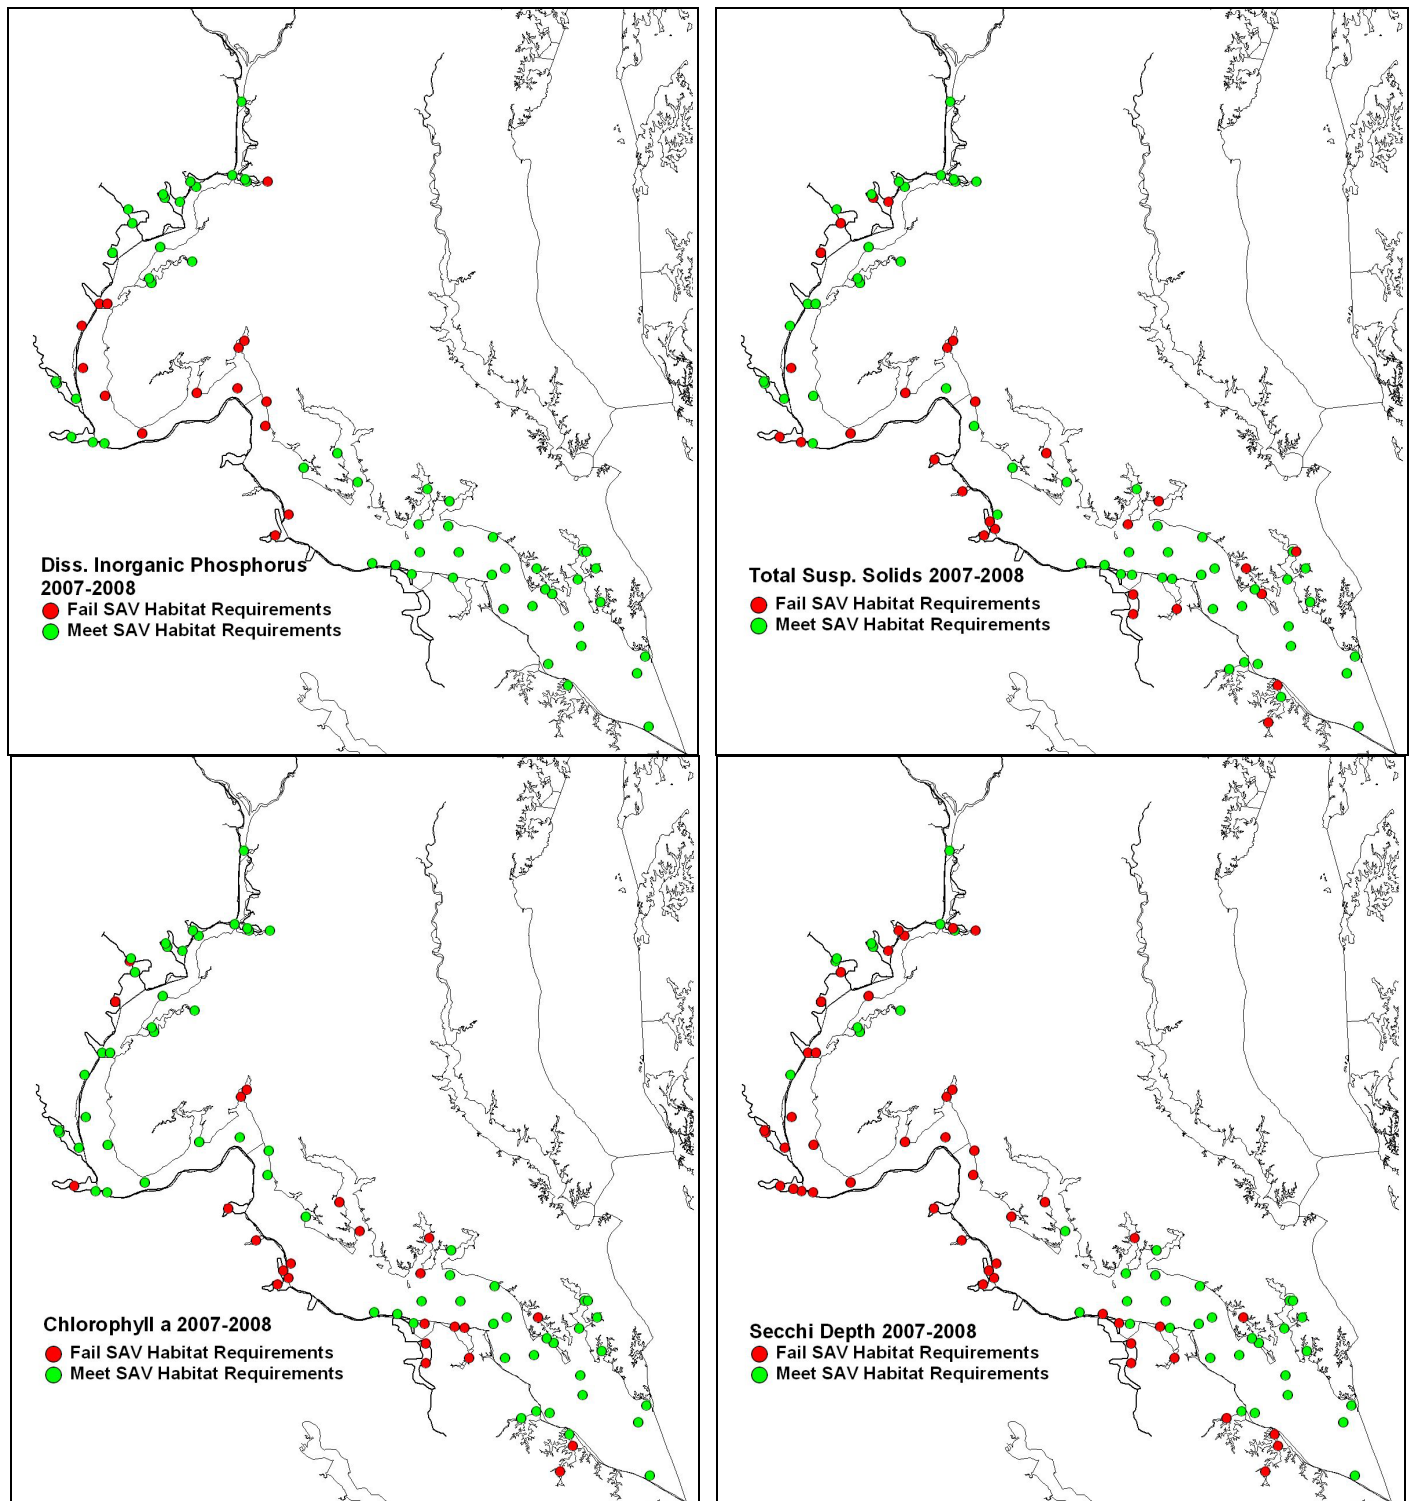 Diss. Inorganic Phosphorus
2007-2008
Fail SAV Habitat Requirements
Meet SAV Habitat Requirements
Total Susp. Solids 2007-2008
Fail SAV Habitat Requirements
Meet SAV Habitat Requirements
Chlorophyll a 2007-2008
Fail SAV Habitat Requirements
Meet SAV Habitat Requirements
Secchi Depth 2007-2008
Fail SAV Habitat Requirements
Meet SAV Habitat Requirements